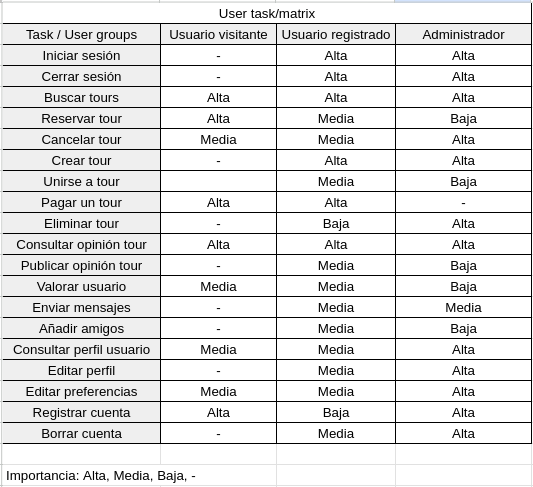 User task/matrix
Task / User groups Usuario visitante Usuario registrado Administrador
Iniciar sesión - Alta Alta
Cerrar sesión - Alta Alta
Buscar tours Alta Alta Alta
Reservar tour Alta Media Baja
Cancelar tour Media Media Alta
Crear tour - Alta Alta
Unirse a tour Media Baja
Pagar un tour Alta Alta -
Eliminar tour - Baja Alta
Consultar opinión tour Alta Alta Alta
Publicar opinión tour - Media Baja
Valorar usuario Media Media Baja
Enviar mensajes - Media Media
Añadir amigos - Media Baja
Consultar perfil usuario Media Media Alta
Editar perfil - Media Alta
Editar preferencias Media Media Alta
Registrar cuenta Alta Baja Alta
Borrar cuenta - Media Alta
Importancia: Alta, Media, Baja, -